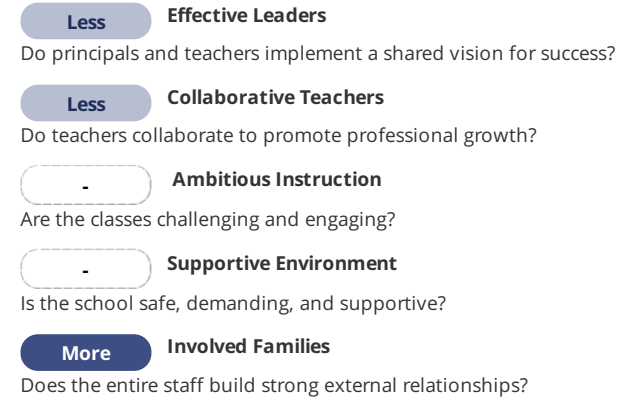 Less Effective Leaders
Do principals and teachers implement a shared vision for success?
Less Collaborative Teachers
Do teachers collaborate to promote professional growth?
- Ambitious Instruction
Are the classes challenging and engaging?
- Supportive Environment
Is the school safe, demanding, and supportive?
More Involved Families
Does the entire staff build strong external relationships?